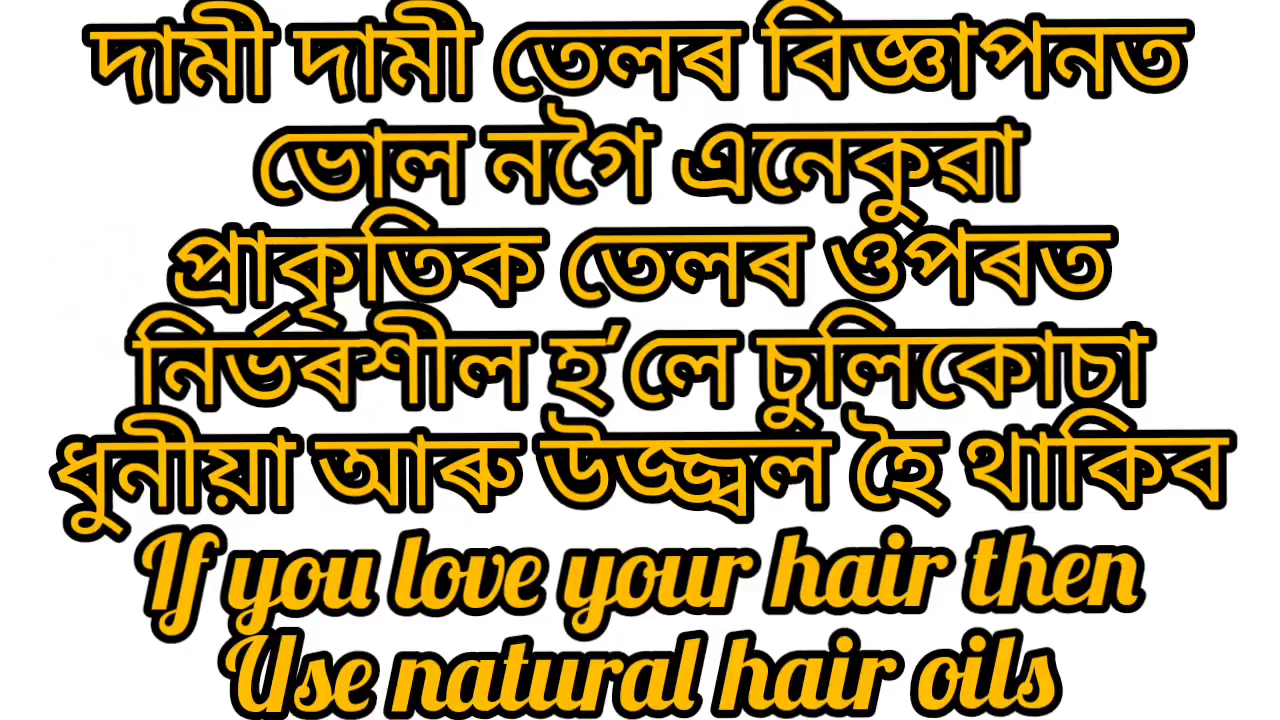 দামী দামী তেলৰ বিজ্ঞাপনত
ভোল নগৈ এনেকুৱা
প্ৰাকৃতিক তেলৰ ওপৰত
নিৰ্ভৰশীল হ’লে চুলিকোচা
ধুনীয়া আৰু উজ্জ্বল হৈ থাকিব
If you love your hair then
Use natural hair oils